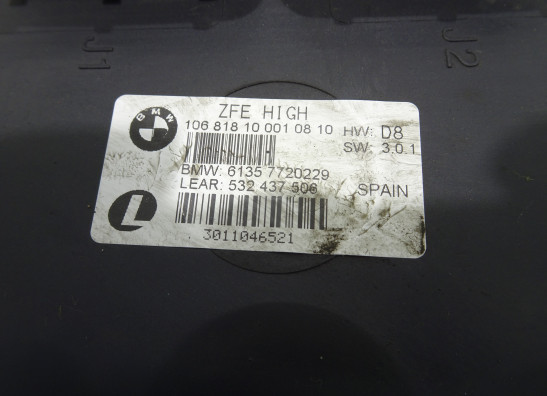 J1
J2
BMW
ZFE HIGH
106 818 10 001 08 10 HW: D8
SW: 3.0.1
BMW: 6135 7720229
LEAR: 532 437 506 SPAIN
L
3011046521